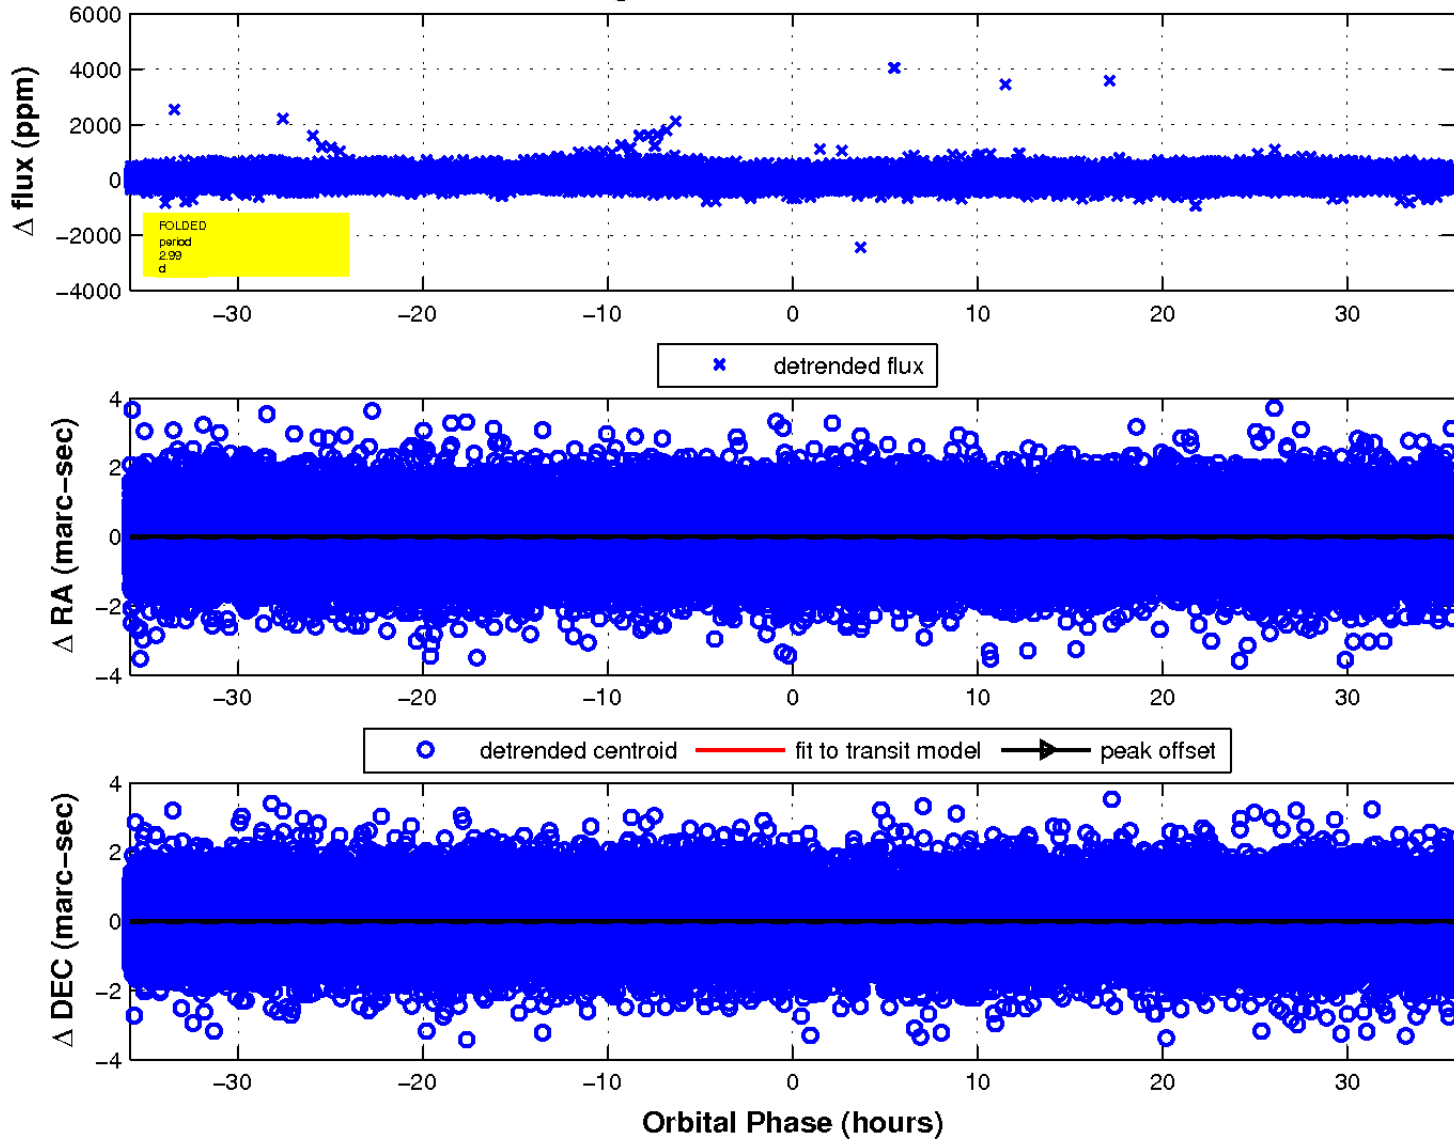 6000
4000
2000
0
−2000
−4000
Δ flux (ppm)
FOLDED
period
2.99
d
−30 −20 −10 0 10 20 30
detrended flux
4
2
0
−2
−4
Δ RA (marc−sec)
−30 −20 −10 0 10 20 30
detrended centroid fit to transit model peak offset
4
2
0
−2
−4
Δ DEC (marc−sec)
−30 −20 −10 0 10 20 30
Orbital Phase (hours)